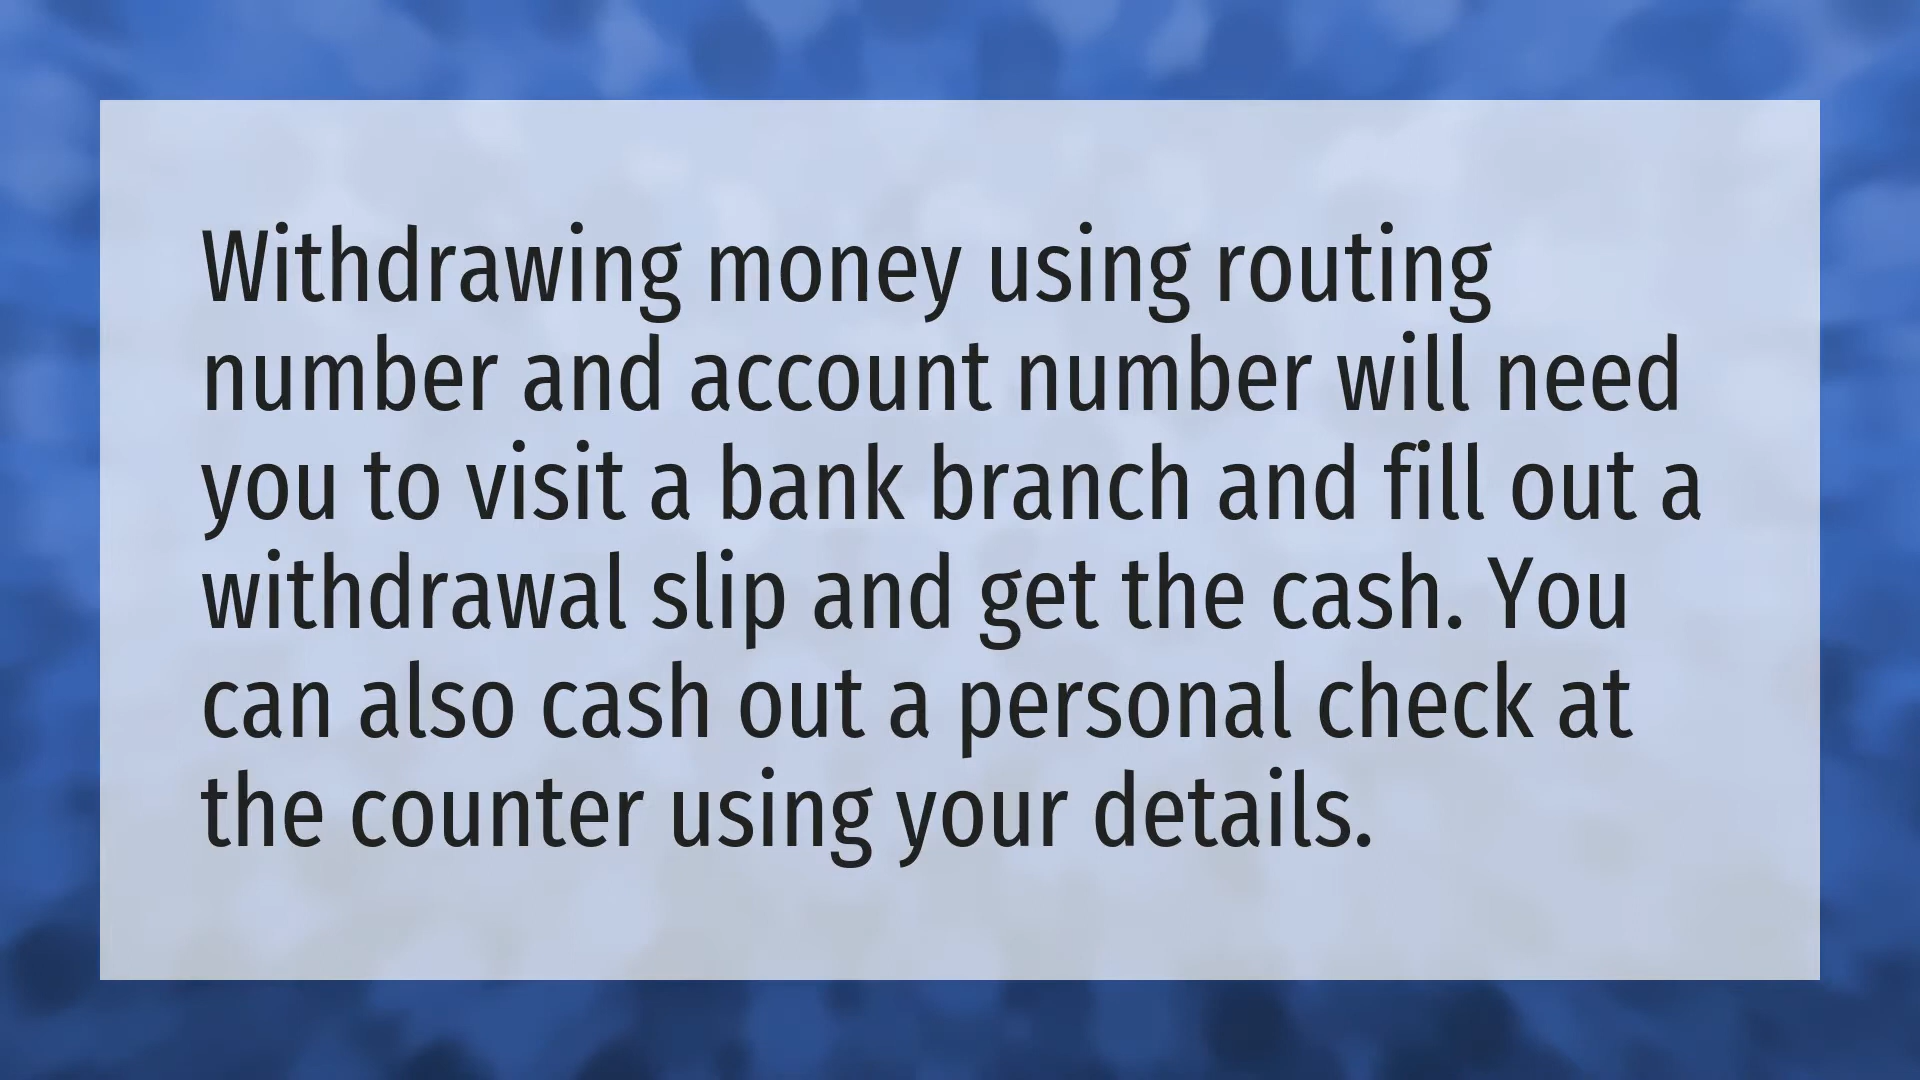 Withdrawing money using routing
number and account number will need
you to visit a bank branch and fill out a
withdrawal slip and get the cash. You
can also cash out a personal check at
the counter using your details.